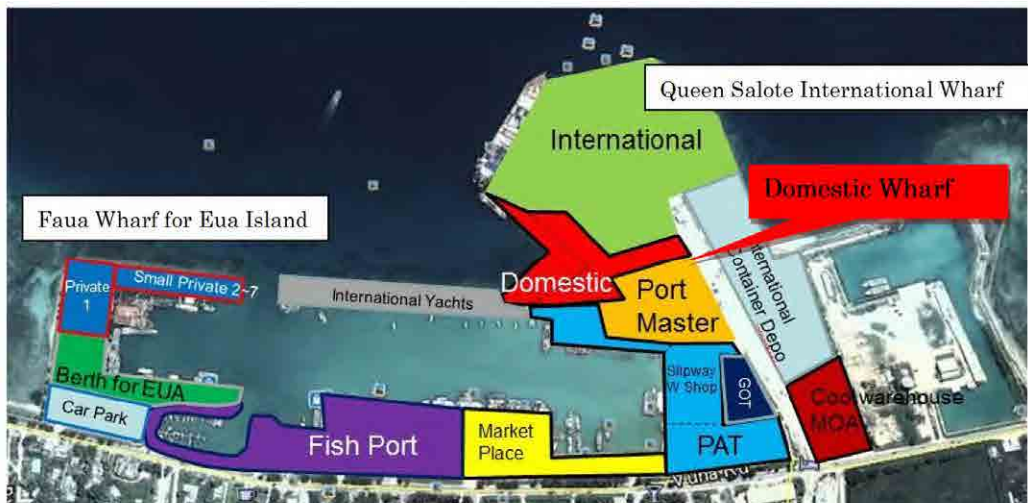 Queen Salote International Wharf
International
Domestic Wharf
Faua Wharf for Eua Island
Small Private 2~7
Private
1
International Yachts
Domestic
Port
Master
International
Container Depo
Berth for EUA
Car Park
Fish Port
Market
Place
Slipway
W Shop
GOT
PAT
Coolwarehouse
MOA